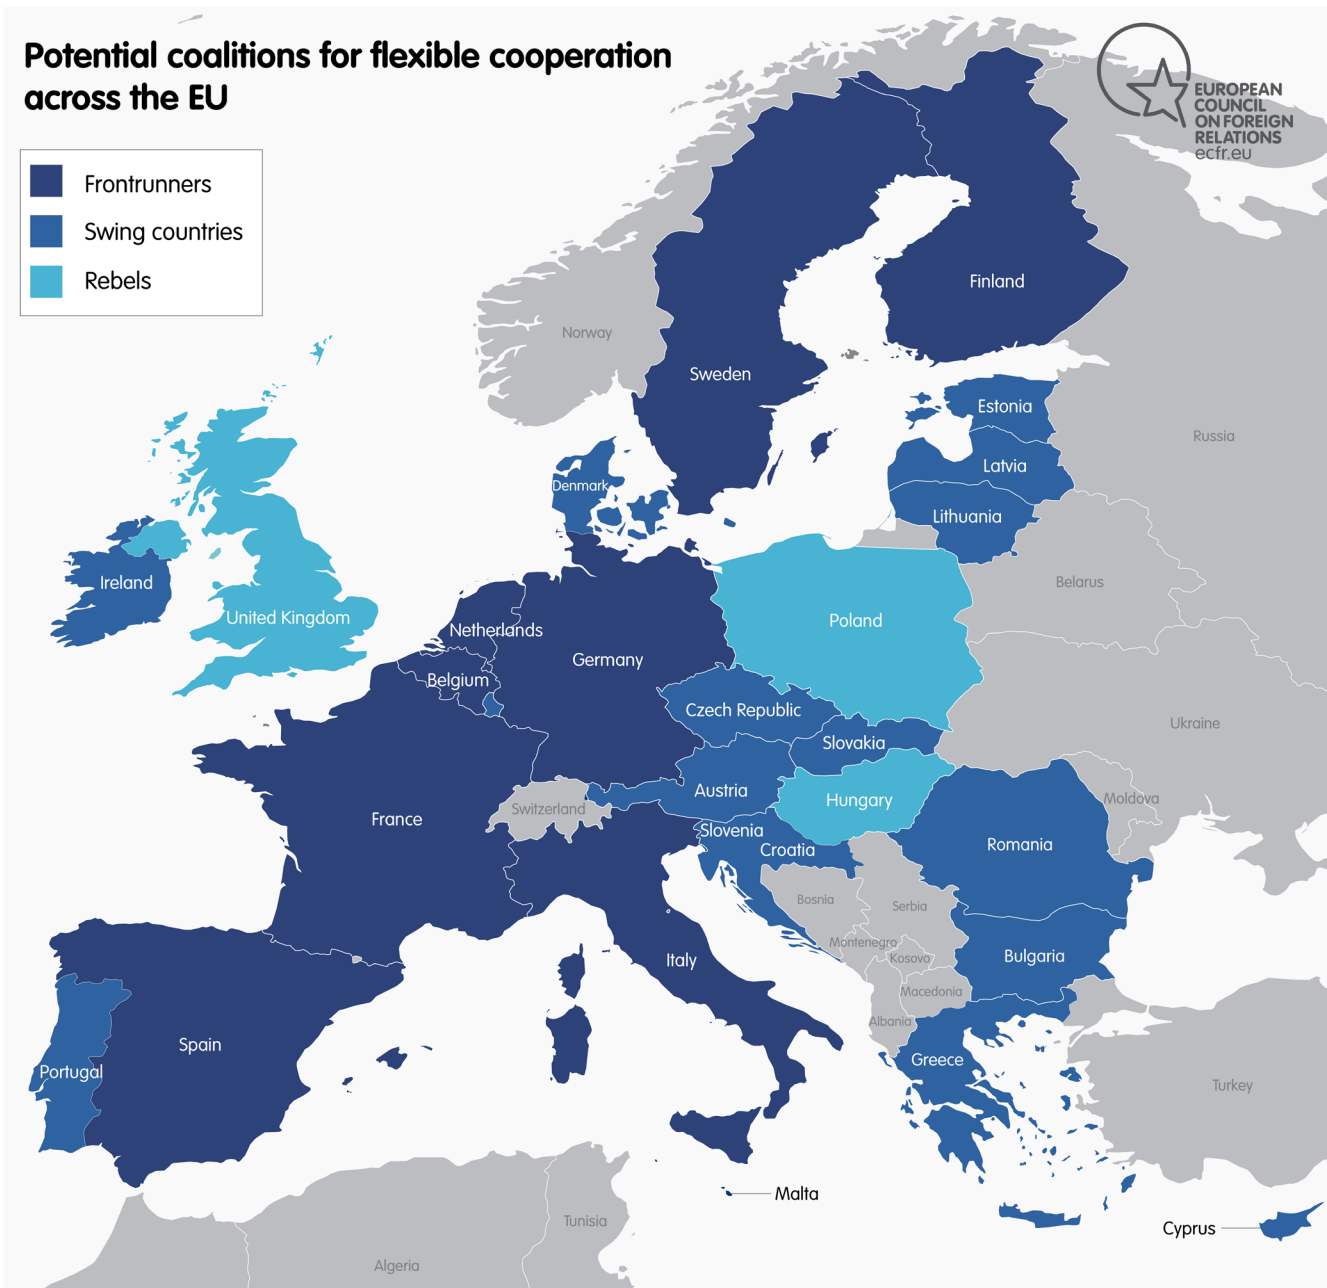 Potential coalitions for flexible cooperation
across the EU
EUROPEAN
COUNCIL
ON FOREIGN
RELATIONS
ecfr.eu
Frontrunners
Swing countries
Rebels
Finland
Norway
Sweden
Estonia
Russia
Latvia
Denmark
Lithuania
Ireland
Belarus
United Kingdom
Poland
Netherlands
Germany
Belgium
Czech Republic
Ukraine
Slovakia
Austria
Hungary
Moldova
Switzerland
France
Slovenia
Croatia
Romania
Bosnia
Serbia
Montenegro
Kosovo
Bulgaria
Italy
Macedonia
Albania
Spain
Greece
Portugal
Turkey
Malta
Tunisia
Cyprus
Algeria